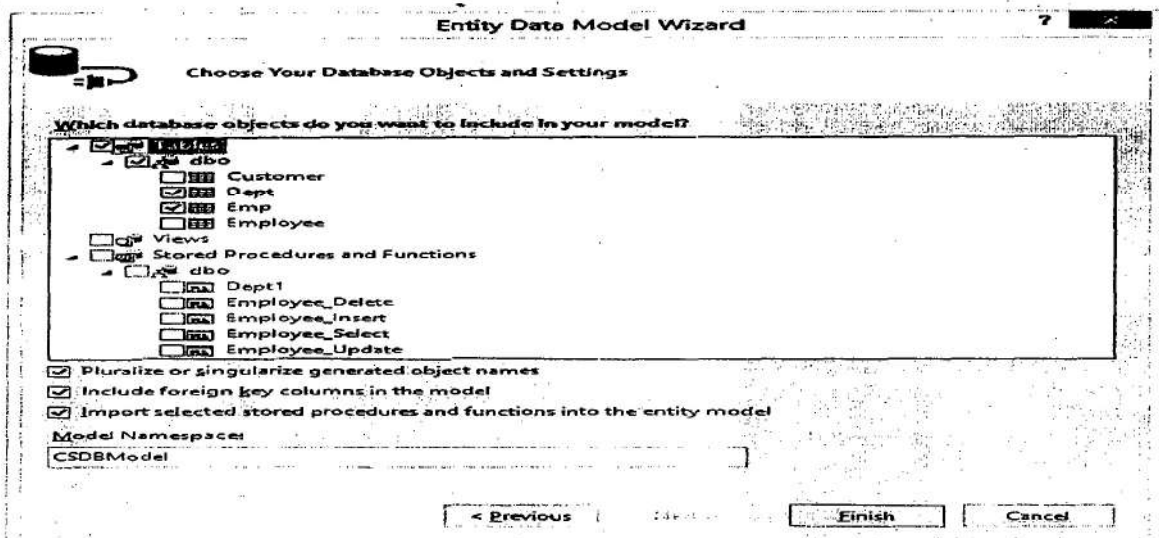 Entity Data Model Wizard
?
Choose Your Database Objects and Settings
Which database objects do you want to include in your model?
dbo
Customer
Dept
Emp
Employee
Views
Stored Procedures and Functions
dbo
Dept1
Employee_Delete
Employee_Insert
Employee_Select
Employee_Update
Pluralize or singularize generated object names
Include foreign key columns in the model
Import selected stored procedures and functions into the entity model
Model Namespace:
CSDBModel
< Previous
Finish
Cancel